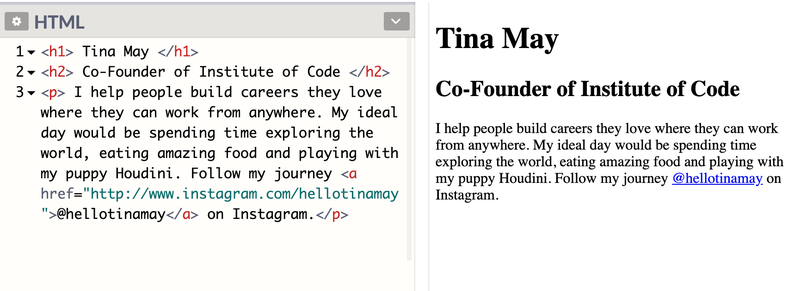 HTML
1 <h1> Tina May </h1>
2 <h2> Co-Founder of Institute of Code </h2>
3 <p> I help people build careers they love
where they can work from anywhere. My ideal
day would be spending time exploring the
world, eating amazing food and playing with
my puppy Houdini. Follow my journey <a
href="http://www.instagram.com/hellotinamay
">@hellotinamay</a> on Instagram.</p>
Tina May
Co-Founder of Institute of Code
I help people build careers they love where they can work
from anywhere. My ideal day would be spending time
exploring the world, eating amazing food and playing with
my puppy Houdini. Follow my journey @hellotinamay on
Instagram.